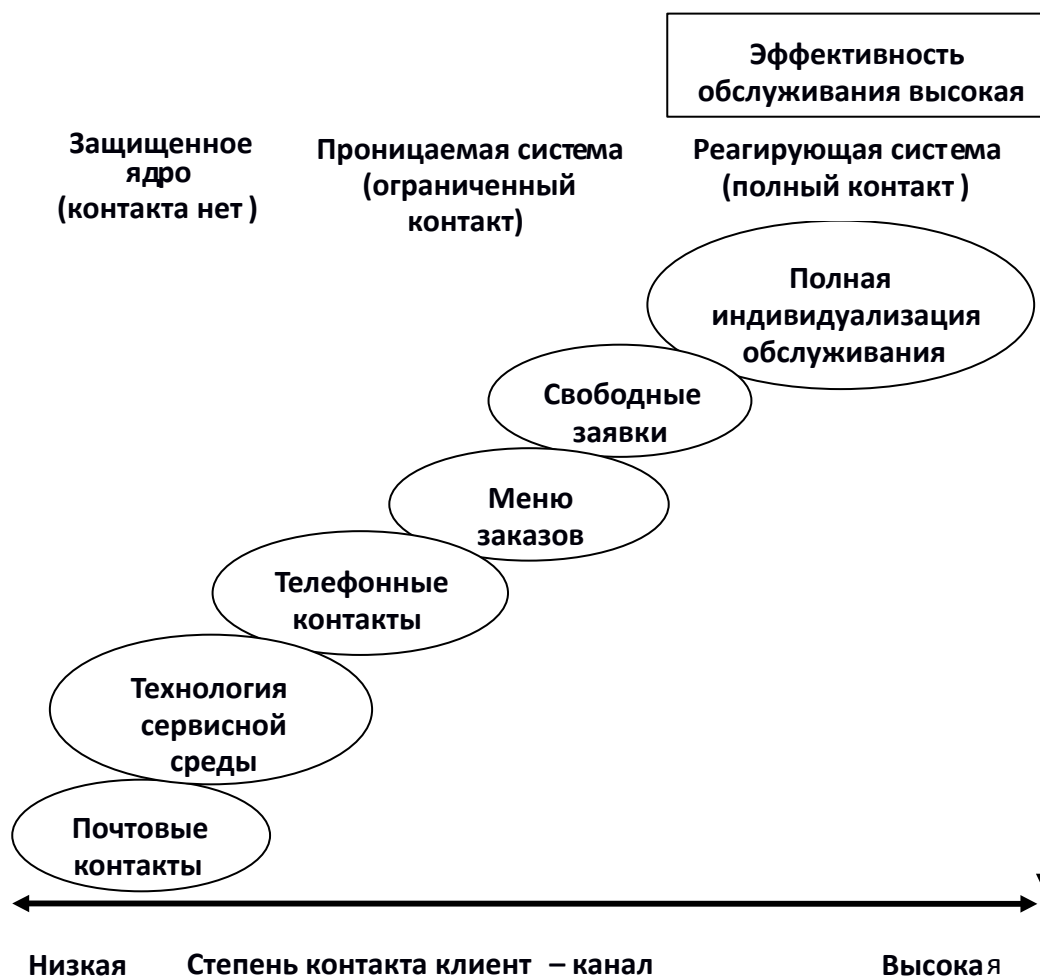 Эффективность
обслуживания высокая
Защищенное
ядро
(контакта нет )
Проницаемая система
(ограниченный
контакт)
Реагирующая система
(полный контакт )
Полная
индивидуализация
обслуживания
Свободные
заявки
Меню
заказов
Телефонные
контакты
Технология
сервисной
среды
Почтовые
контакты
Низкая Степень контакта клиент – канал Высокая